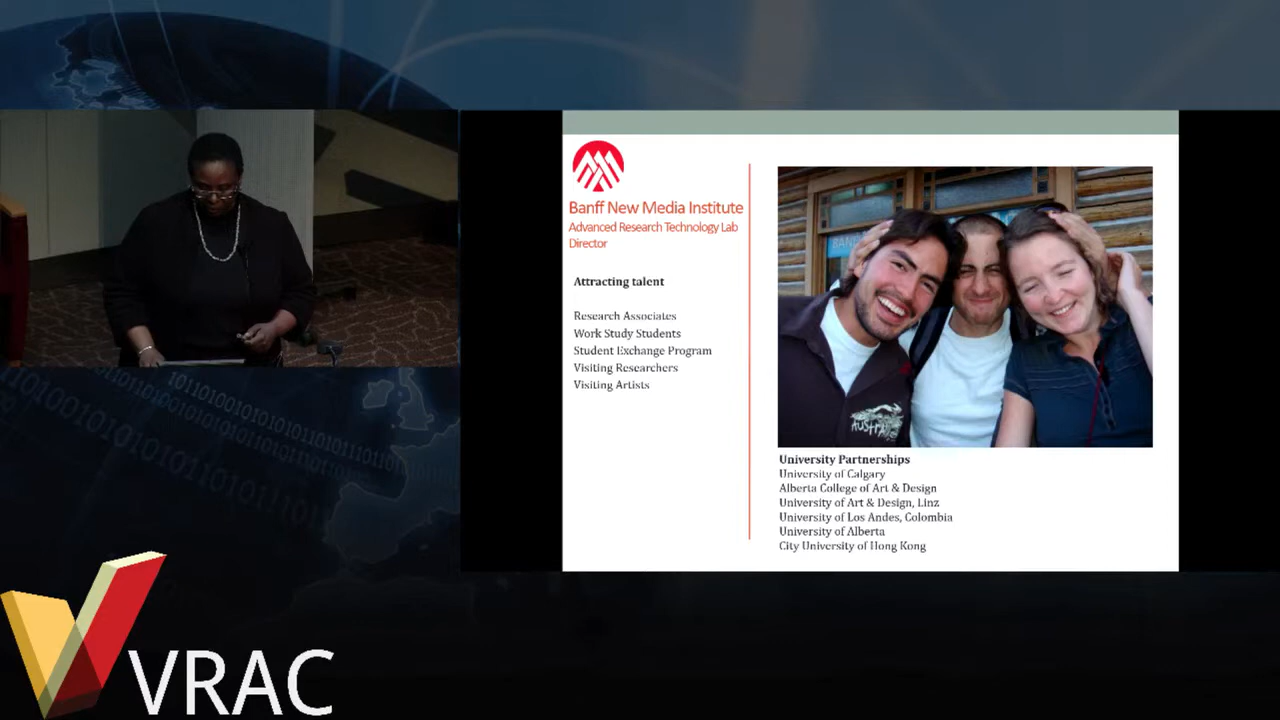 Banff New Media Institute
Advanced Research Technology Lab
Director
Attracting talent
Research Associates
Work Study Students
Student Exchange Program
Visiting Researchers
Visiting Artists
University Partnerships
University of Calgary
Alberta College of Art & Design
University of Art & Design, Linz
University of Los Andes, Colombia
University of Alberta
City University of Hong Kong
VRAC